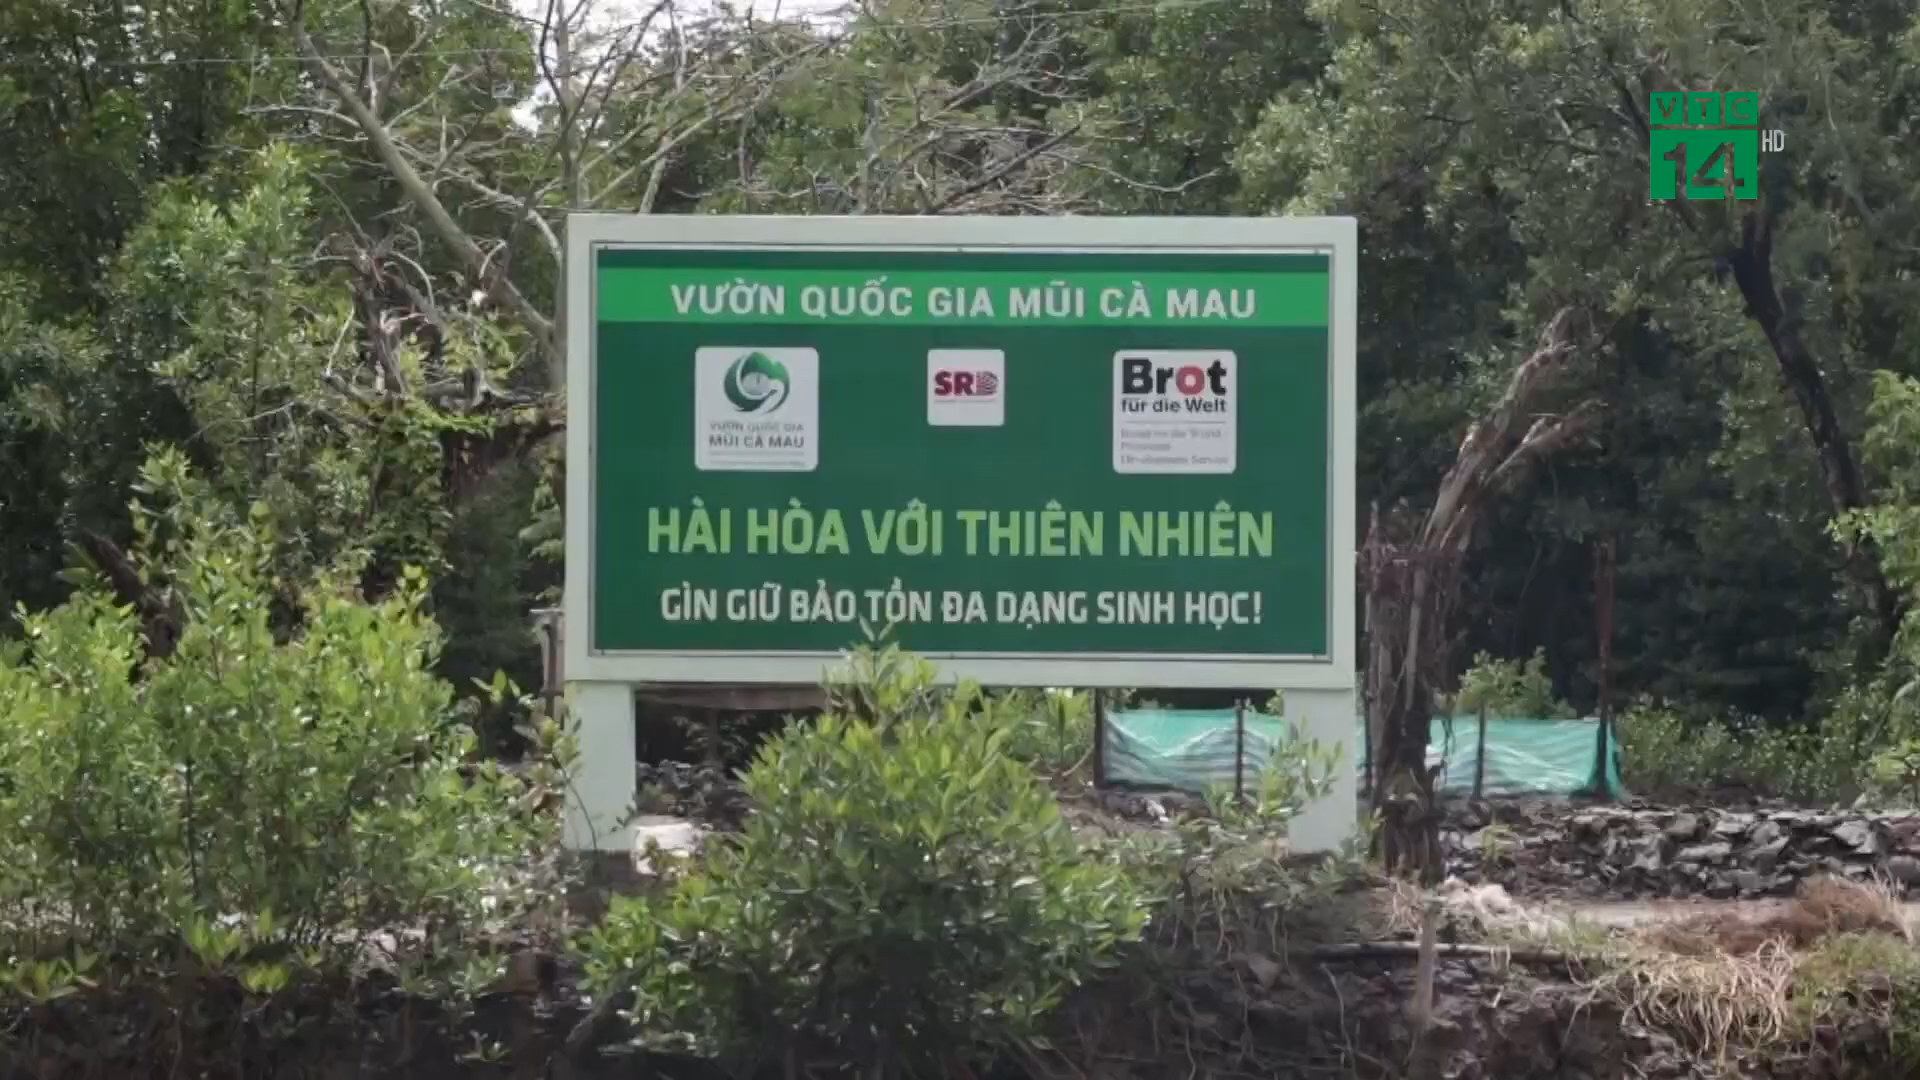 VTC
14 HD
VƯỜN QUỐC GIA MŨI CÀ MAU
VƯỜN QUỐC GIA
MŨI CÀ MAU
SRD
Brot
für die Welt
HÀI HÒA VỚI THIÊN NHIÊN
GÌN GIỮ BẢO TỒN ĐA DẠNG SINH HỌC!